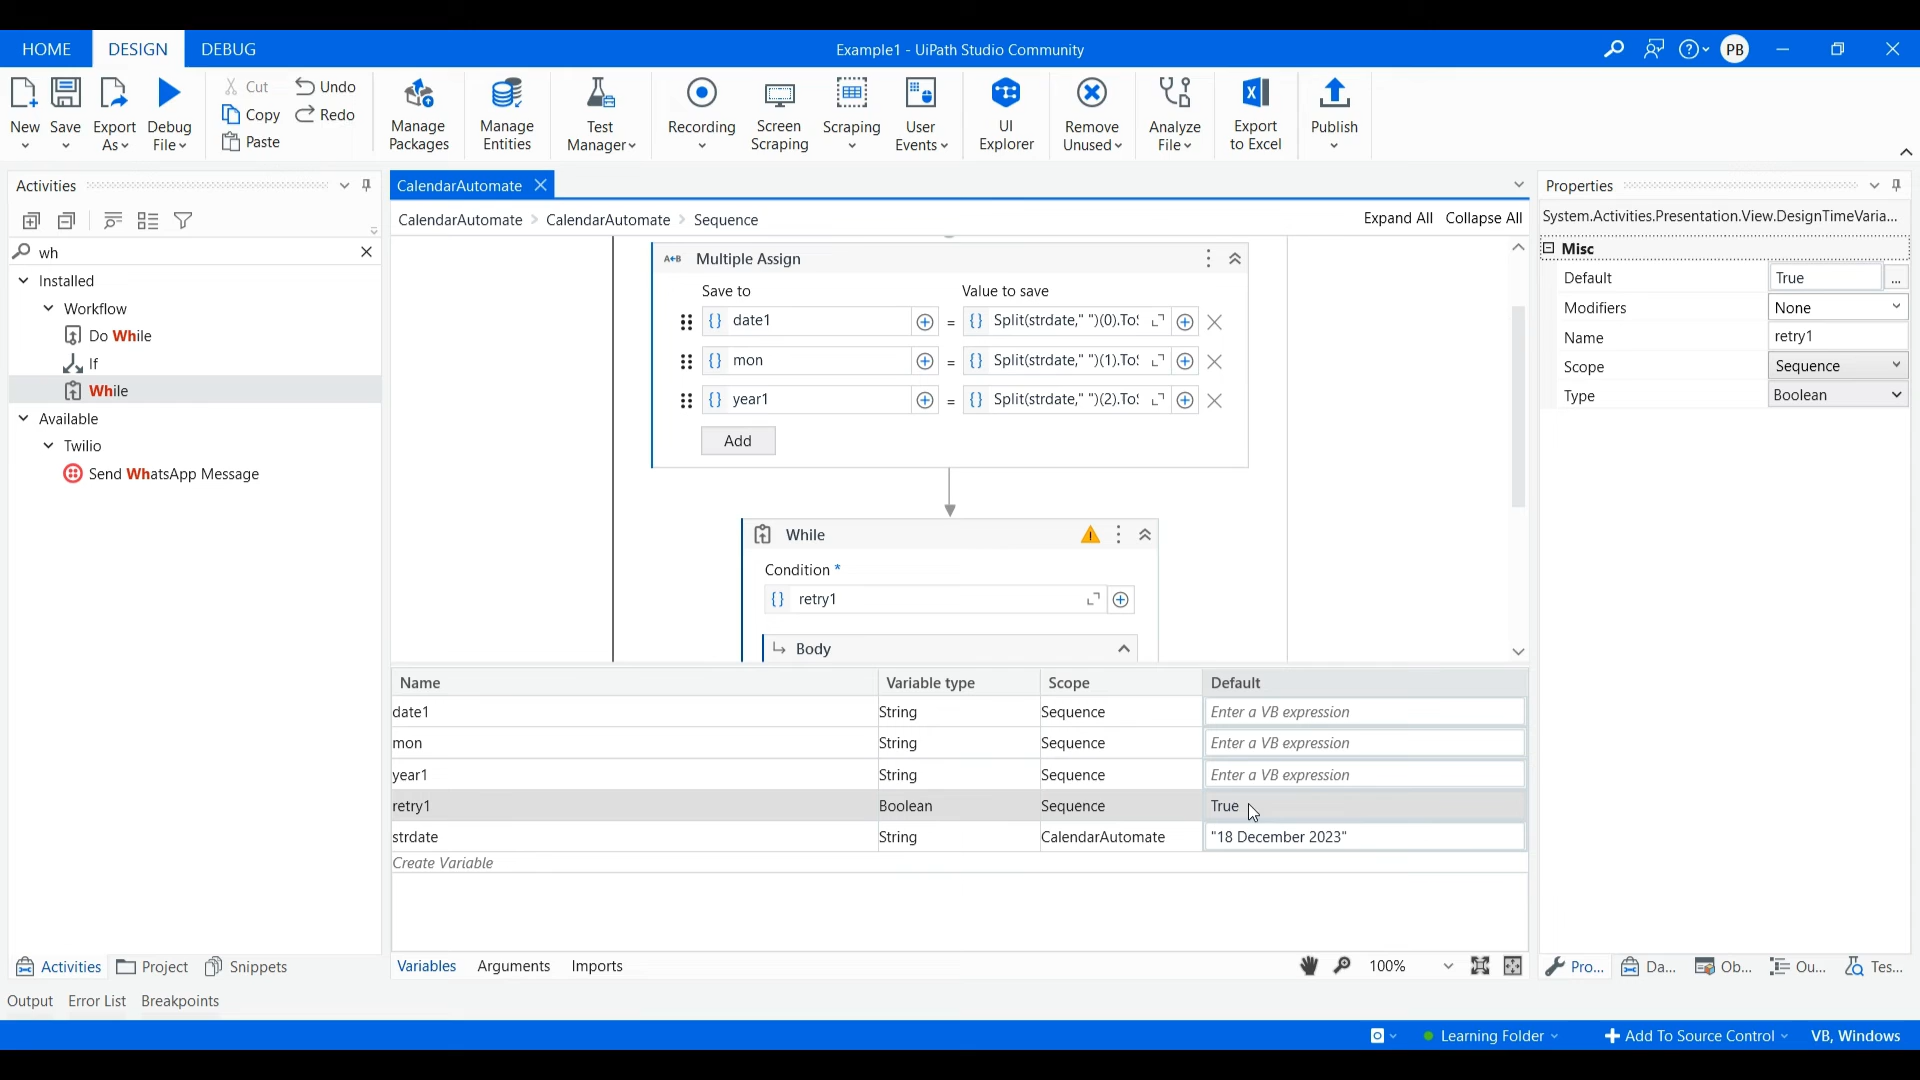 HOME DESIGN DEBUG Example1 - UiPath Studio Community PB
New Save Export As Debug File
Cut Undo
Copy Redo
Paste
Manage Packages Manage Entities Test Manager Recording Screen Scraping Scraping User Events UI Explorer Remove Unused Analyze File Export to Excel Publish
Activities
wh
Installed
Workflow
Do While
If
While
Available
Twilio
Send WhatsApp Message
CalendarAutomate
CalendarAutomate > CalendarAutomate > Sequence Expand All Collapse All
A+B Multiple Assign
Save to Value to save
{} date1 = {} Split(strdate," ")(0).ToS
{} mon = {} Split(strdate," ")(1).ToS
{} year1 = {} Split(strdate," ")(2).ToS
Add
While
Condition *
{} retry1
Body
Name Variable type Scope Default
date1 String Sequence Enter a VB expression
mon String Sequence Enter a VB expression
year1 String Sequence Enter a VB expression
retry1 Boolean Sequence True
strdate String CalendarAutomate "18 December 2023"
Create Variable
Variables Arguments Imports 100%
Properties
System.Activities.Presentation.View.DesignTimeVaria...
Misc
Default True ...
Modifiers None
Name retry1
Scope Sequence
Type Boolean
Activities Project Snippets
Pro... Da... Ob... Ou... Tes...
Output Error List Breakpoints
Learning Folder Add To Source Control VB, Windows